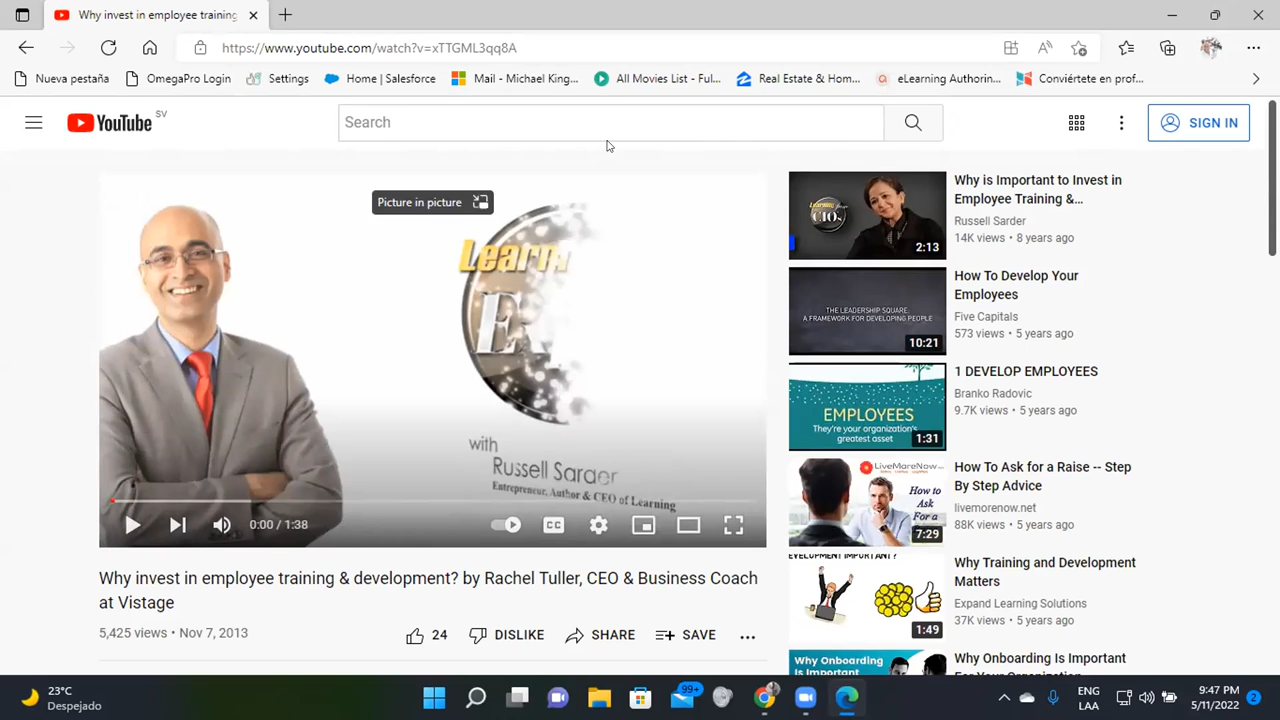 Why invest in employee training
https://www.youtube.com/watch?v=xTTGML3qq8A
Nueva pestaña
OmegaPro Login
Settings
Home | Salesforce
Mail - Michael King...
All Movies List - Ful...
Real Estate & Hom...
eLearning Authorin...
Conviértete en prof...
YouTube SV
Search
SIGN IN
Picture in picture
Learn
E
with
Russell Sarder
Entrepreneur, Author & CEO of Learning
0:00 / 1:38
CC
Why invest in employee training & development? by Rachel Tuller, CEO & Business Coach
at Vistage
5,425 views • Nov 7, 2013
24
DISLIKE
SHARE
SAVE
Learning
CIOs
2:13
Why is Important to Invest in
Employee Training &...
Russell Sarder
14K views • 8 years ago
THE LEADERSHIP SQUARE:
A FRAMEWORK FOR DEVELOPING PEOPLE
10:21
How To Develop Your
Employees
Five Capitals
573 views • 5 years ago
EMPLOYEES
They're your organization's
greatest asset
1:31
1 DEVELOP EMPLOYEES
Branko Radovic
9.7K views • 5 years ago
LiveMoreNow
How to
Ask
For a
7:29
How To Ask for a Raise -- Step
By Step Advice
livemorenow.net
88K views • 5 years ago
DEVELOPMENT IMPORTANT?
1:49
Why Training and Development
Matters
Expand Learning Solutions
37K views • 5 years ago
Why Onboarding Is
Important
Why Onboarding Is Important
For Your Organization
23°C
Despejado
99+
ENG
LAA
9:47 PM
5/11/2022
2